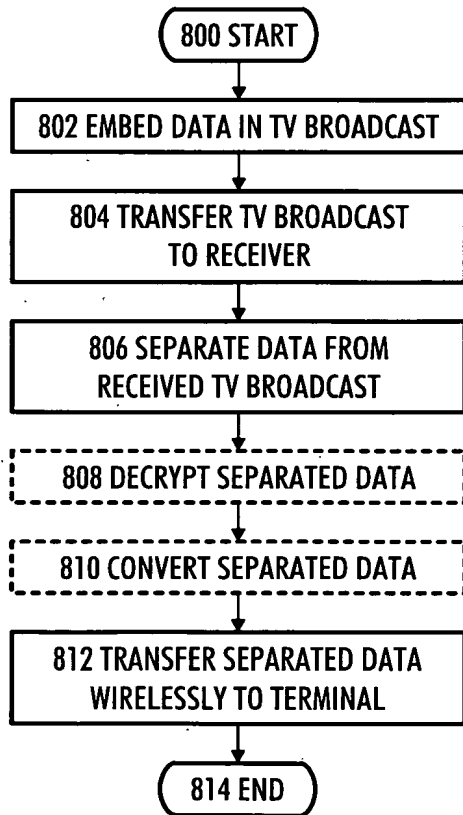 800 START
802 EMBED DATA IN TV BROADCAST
804 TRANSFER TV BROADCAST
TO RECEIVER
806 SEPARATE DATA FROM
RECEIVED TV BROADCAST
808 DECRYPT SEPARATED DATA
810 CONVERT SEPARATED DATA
812 TRANSFER SEPARATED DATA
WIRELESSLY TO TERMINAL
814 END